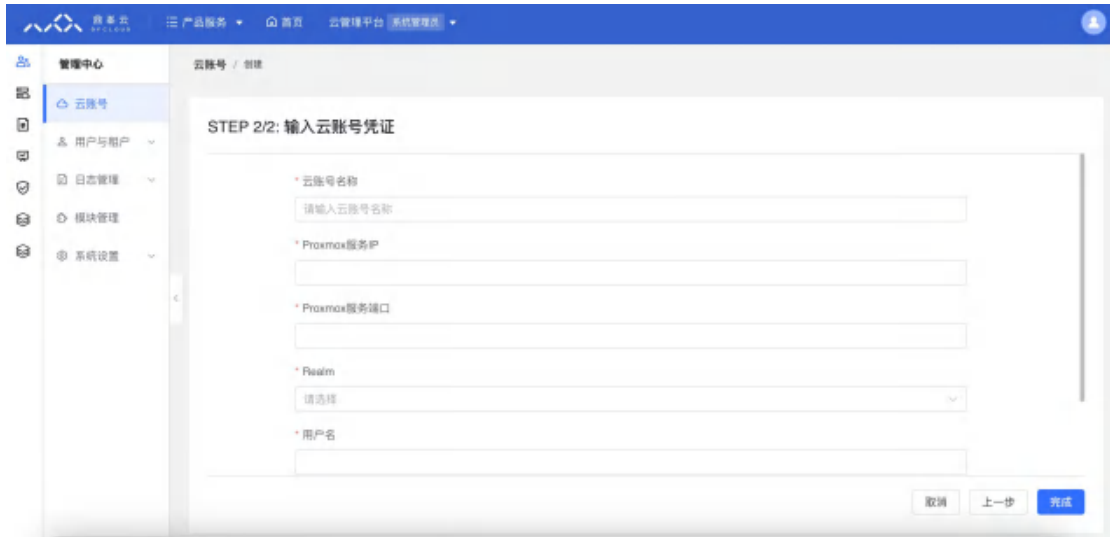 产品服务
首页
云管理平台 系统管理员
管理中心
云账号 / 创建
云账号
用户与租户
日志管理
模块管理
系统设置
STEP 2/2: 输入云账号凭证
* 云账号名称
请输入云账号名称
* Proxmox服务IP
* Proxmox服务端口
* Realm
请选择
* 用户名
取消
上一步
完成